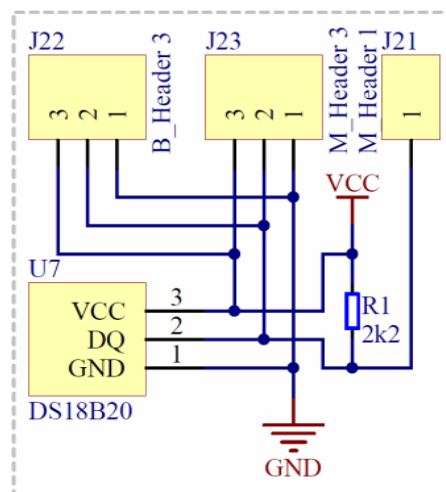 J22
J23
J21
3 2 1
B_Header 3
3 2 1
M_Header 3
M_Header 1
1
VCC
U7
VCC 3
DQ 2
GND 1
DS18B20
R1
2k2
GND